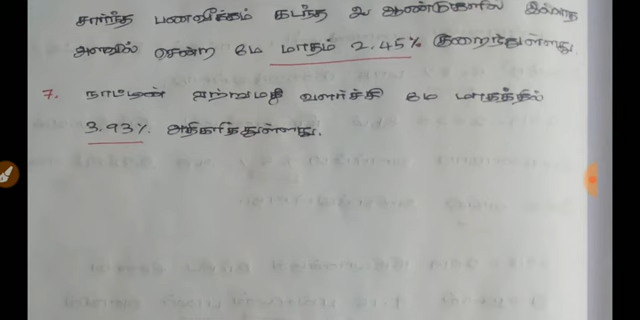 சார்ந்த பணவீக்கம் கடந்த 2 ஆண்டுகளில் இல்லாத
அளவில் சென்ற மே மாதம் 2.45% குறைந்துள்ளது.
7. நாட்டின் ஏற்றுமதி வளர்ச்சி மே மாதத்தில்
3.93% அதிகரித்துள்ளது.